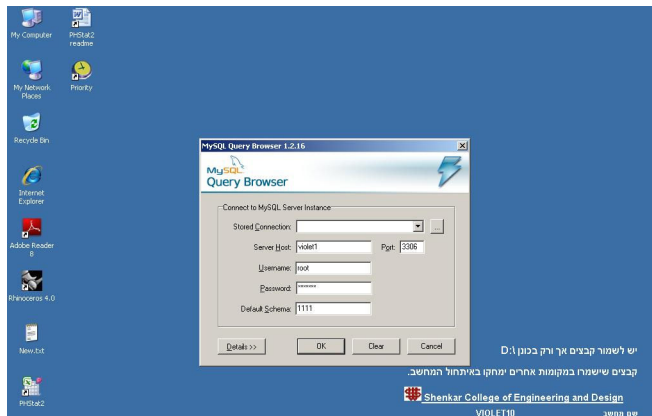 My Computer
PHStat2
readme
My Network
Places
Priority
Recycle Bin
Internet
Explorer
Adobe Reader
8
Rhinoceros 4.0
New.txt
PHStat2
MySQL Query Browser 1.2.16
MySQL
Query Browser
Connect to MySQL Server Instance
Stored Connection:
...
Server Host: violet1 Port: 3306
Username: root
Password: *******
Default Schema: 1111
Details >> OK Clear Cancel
יש לשמור קבצים אך ורק בכונן D:\
קבצים שישמרו במקומות אחרים ימחקו באיתחול המחשב.
Shenkar College of Engineering and Design
שם מחשב VIOLET10